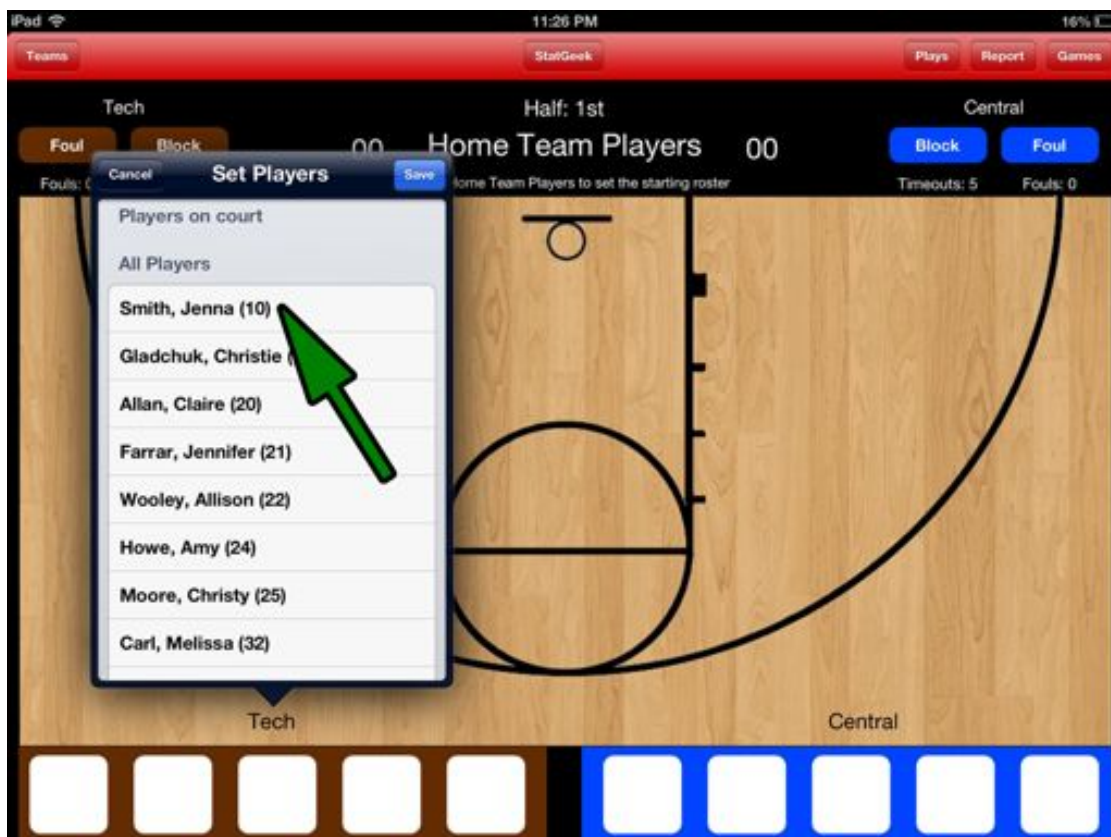 iPad 11:26 PM 16%
Teams StatGeek Plays Report Games
Tech Half: 1st Central
Foul Block 00 Home Team Players 00 Block Foul
Fouls: Home Team Players to set the starting roster Timeouts: 5 Fouls: 0
Cancel Set Players Save
Players on court
All Players
Smith, Jenna (10)
Gladchuk, Christie (
Allan, Claire (20)
Farrar, Jennifer (21)
Wooley, Allison (22)
Howe, Amy (24)
Moore, Christy (25)
Carl, Melissa (32)
Tech Central